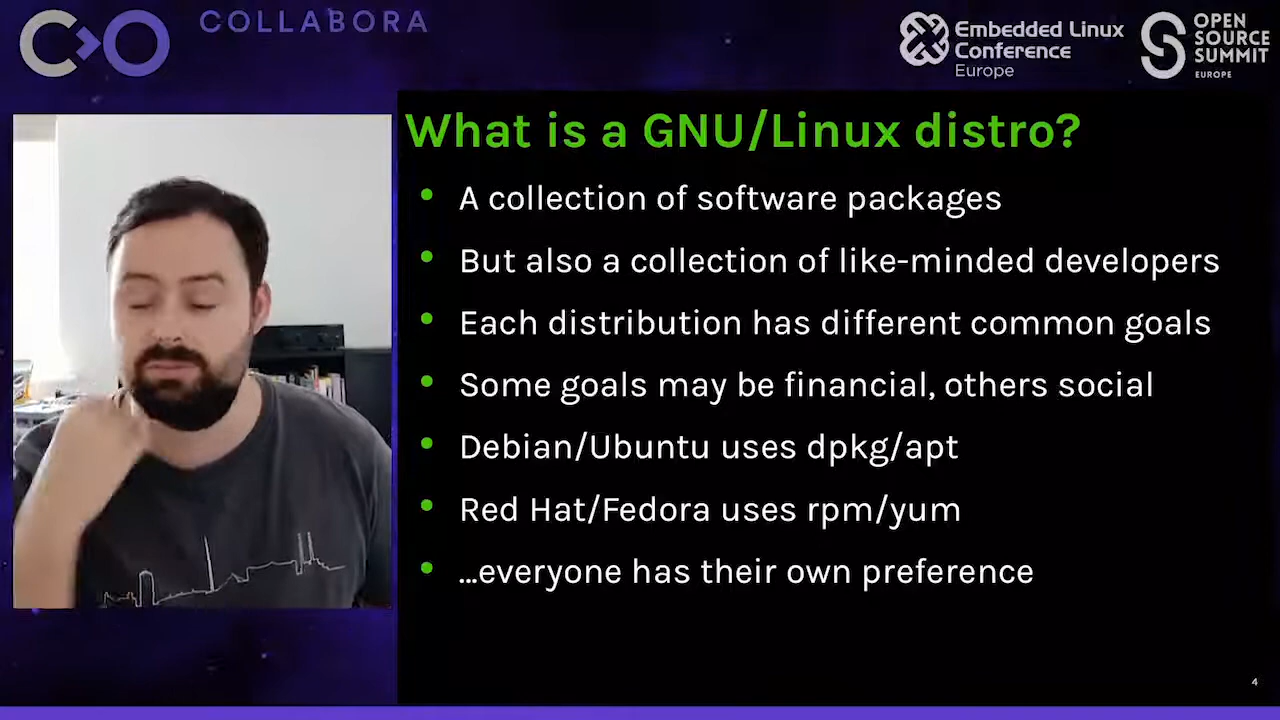 COLLABORA
Embedded Linux
Conference
Europe
OPEN
SOURCE
SUMMIT
EUROPE
What is a GNU/Linux distro?
• A collection of software packages
• But also a collection of like-minded developers
• Each distribution has different common goals
• Some goals may be financial, others social
• Debian/Ubuntu uses dpkg/apt
• Red Hat/Fedora uses rpm/yum
• …everyone has their own preference
4